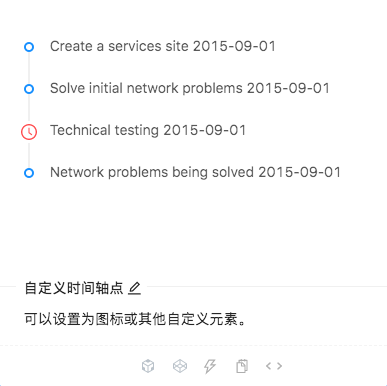 Create a services site 2015-09-01
Solve initial network problems 2015-09-01
Technical testing 2015-09-01
Network problems being solved 2015-09-01
自定义时间轴点
可以设置为图标或其他自定义元素。